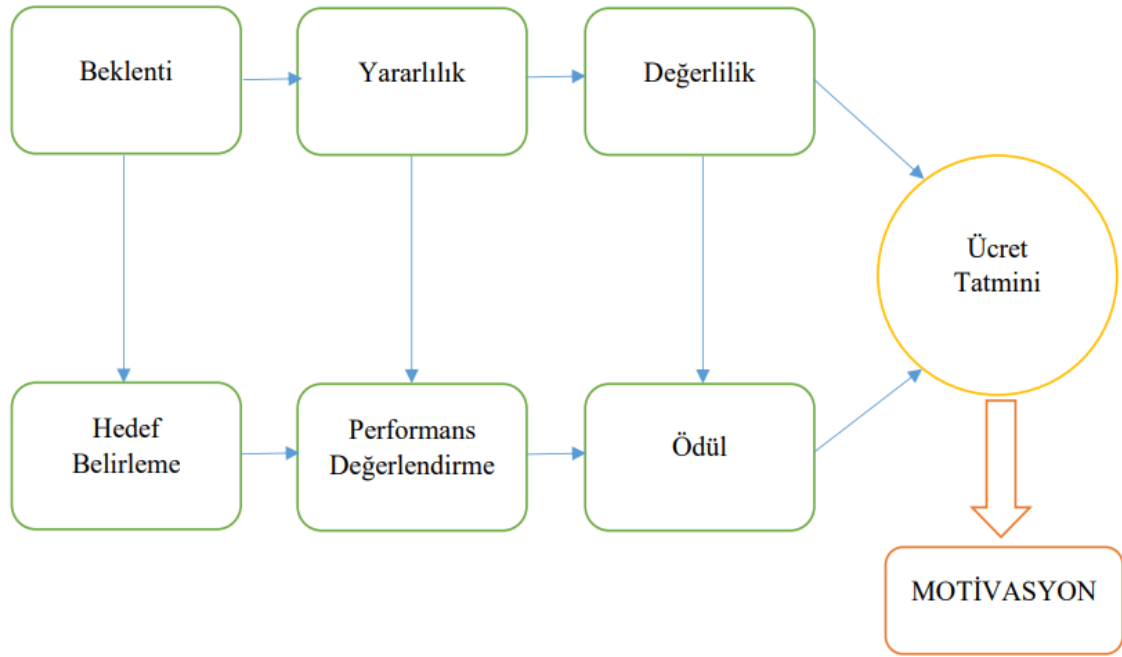 Beklenti
Yararlılık
Değerlilik
Ücret
Tatmini
Hedef
Belirleme
Performans
Değerlendirme
Ödül
MOTİVASYON